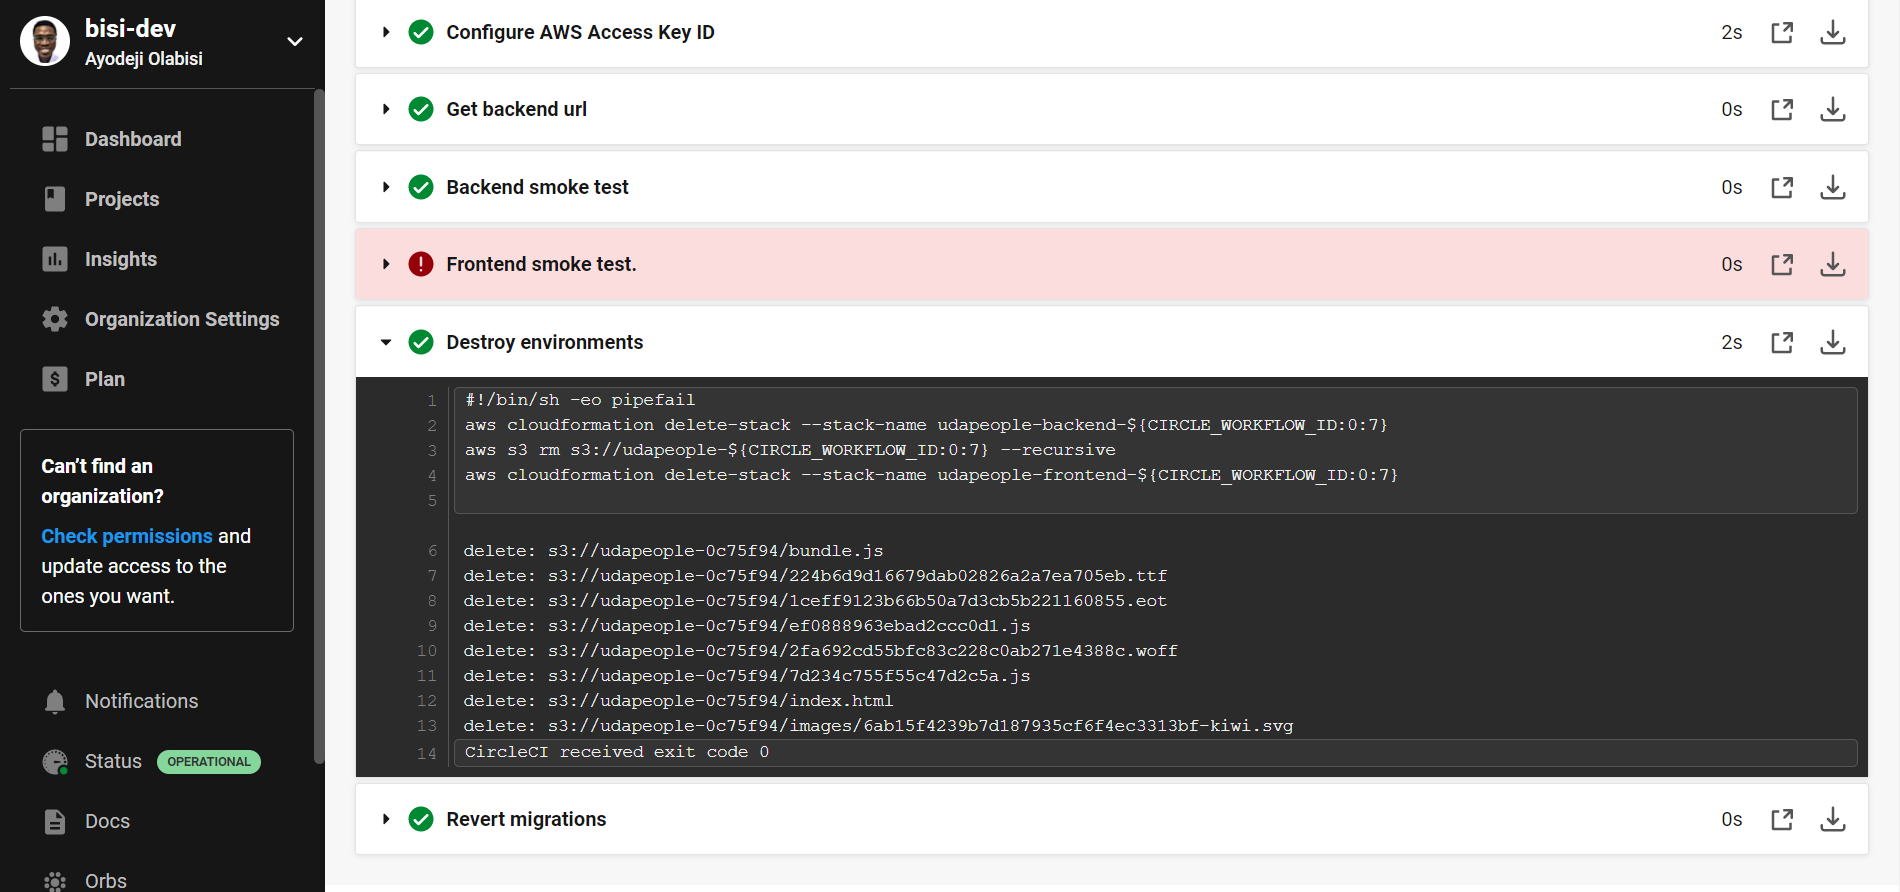 bisi-dev
Ayodeji Olabisi
Dashboard
Projects
Insights
Organization Settings
Plan
Can't find an
organization?
Check permissions and
update access to the
ones you want.
Notifications
Status OPERATIONAL
Docs
Orbs
Configure AWS Access Key ID 2s
Get backend url 0s
Backend smoke test 0s
Frontend smoke test. 0s
Destroy environments 2s
1 #!/bin/sh -eo pipefail
2 aws cloudformation delete-stack --stack-name udapeople-backend-${CIRCLE_WORKFLOW_ID:0:7}
3 aws s3 rm s3://udapeople-${CIRCLE_WORKFLOW_ID:0:7} --recursive
4 aws cloudformation delete-stack --stack-name udapeople-frontend-${CIRCLE_WORKFLOW_ID:0:7}
5
6 delete: s3://udapeople-0c75f94/bundle.js
7 delete: s3://udapeople-0c75f94/224b6d9d16679dab02826a2a7ea705eb.ttf
8 delete: s3://udapeople-0c75f94/1ceff9123b66b50a7d3cb5b221160855.eot
9 delete: s3://udapeople-0c75f94/ef0888963ebad2ccc0d1.js
10 delete: s3://udapeople-0c75f94/2fa692cd55bfc83c228c0ab271e4388c.woff
11 delete: s3://udapeople-0c75f94/7d234c755f55c47d2c5a.js
12 delete: s3://udapeople-0c75f94/index.html
13 delete: s3://udapeople-0c75f94/images/6ab15f4239b7d187935cf6f4ec3313bf-kiwi.svg
14 CircleCI received exit code 0
Revert migrations 0s